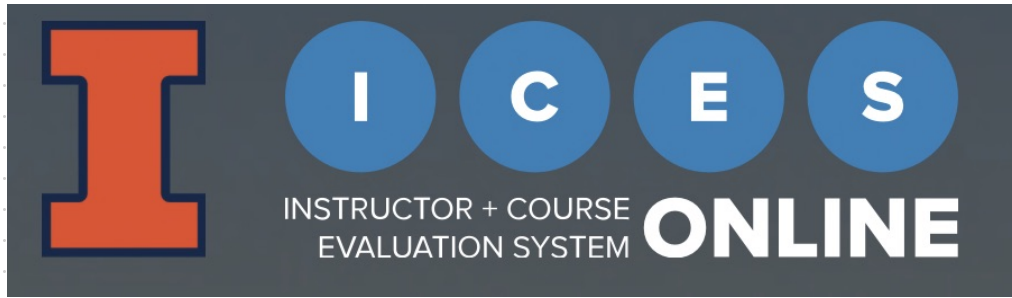 I
I C E S
INSTRUCTOR + COURSE
EVALUATION SYSTEM
ONLINE